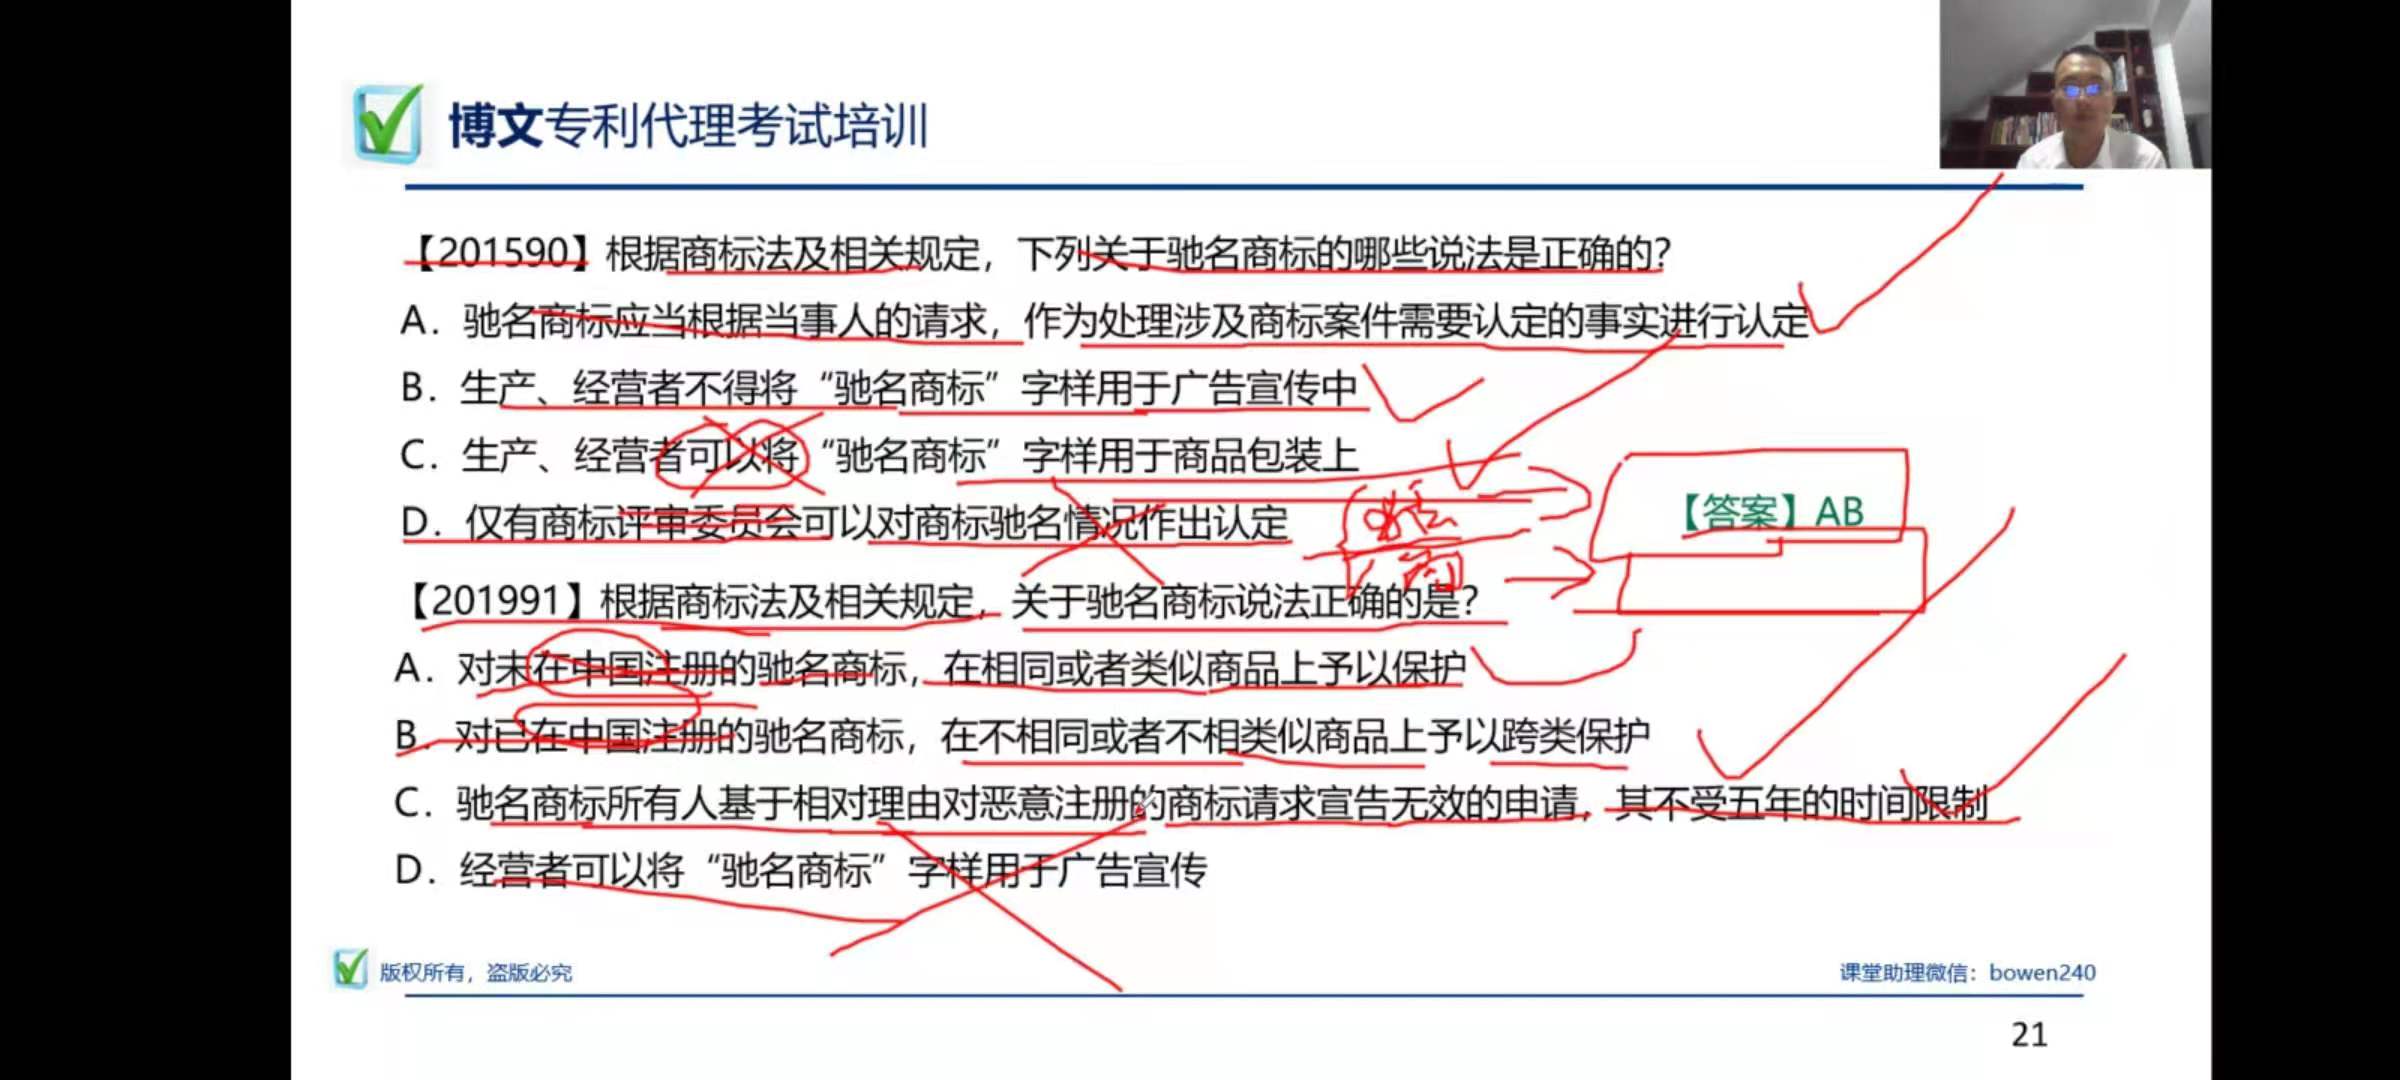 博文专利代理考试培训
【201590】根据商标法及相关规定，下列关于驰名商标的哪些说法是正确的？
A．驰名商标应当根据当事人的请求，作为处理涉及商标案件需要认定的事实进行认定
B．生产、经营者不得将“驰名商标”字样用于广告宣传中
C．生产、经营者可以将“驰名商标”字样用于商品包装上
D．仅有商标评审委员会可以对商标驰名情况作出认定
【答案】AB
【201991】根据商标法及相关规定，关于驰名商标说法正确的是？
A．对未在中国注册的驰名商标，在相同或者类似商品上予以保护
B．对已在中国注册的驰名商标，在不相同或者不相类似商品上予以跨类保护
C．驰名商标所有人基于相对理由对恶意注册的商标请求宣告无效的申请，其不受五年的时间限制
D．经营者可以将“驰名商标”字样用于广告宣传
版权所有，盗版必究
课堂助理微信：bowen240
21